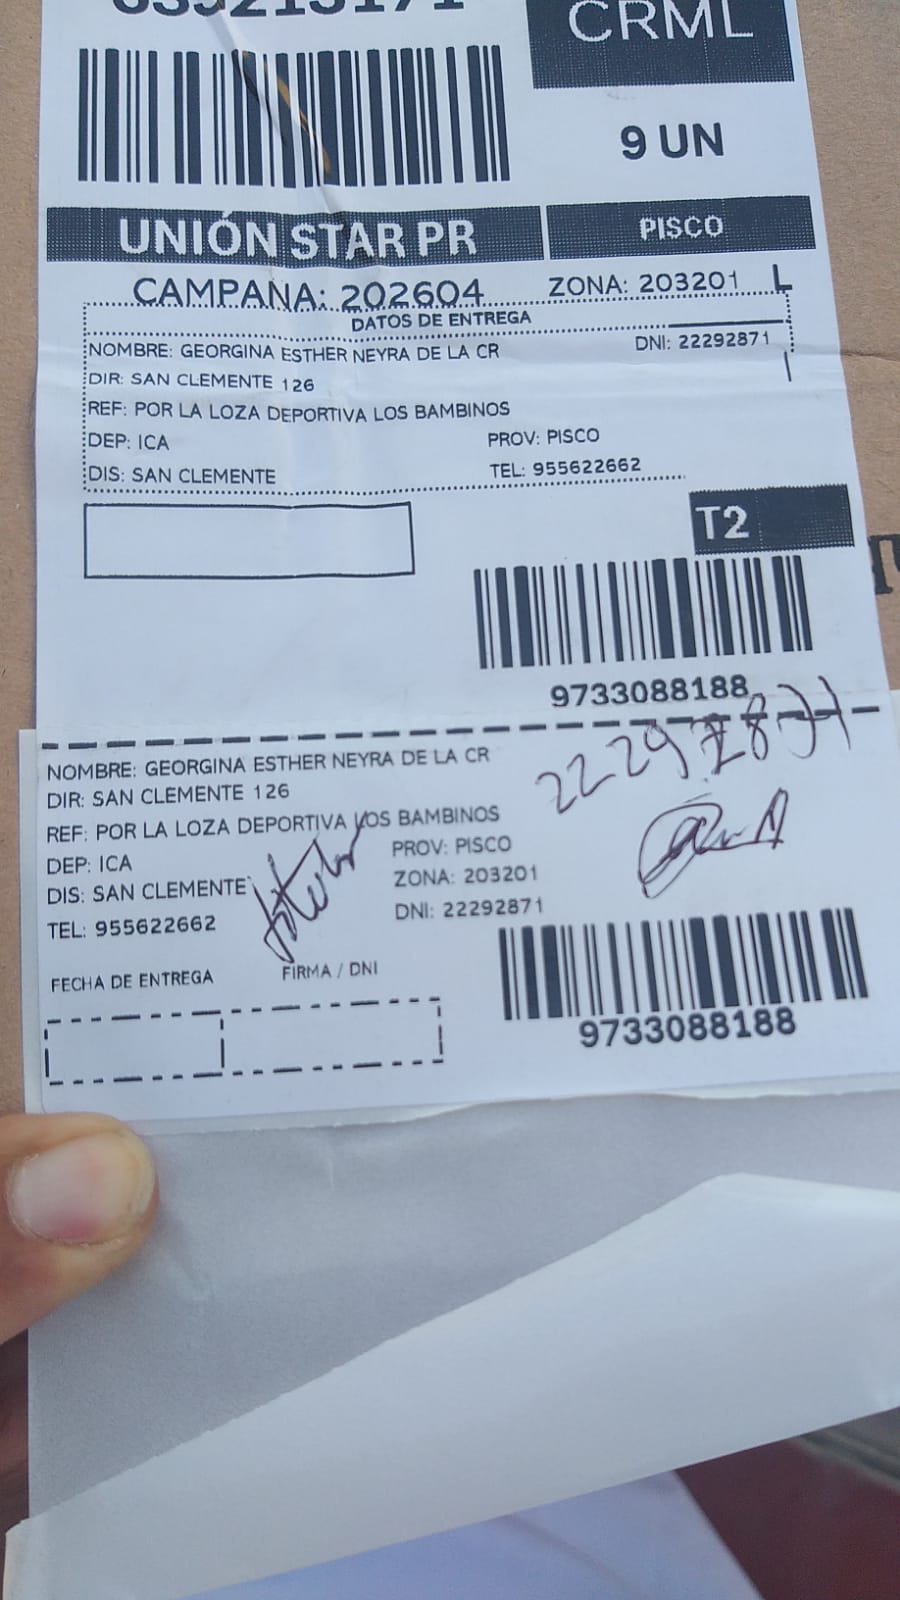 CRML
9 UN
UNIÓN STAR PR
PISCO
CAMPAÑA: 202604
ZONA: 203201 L
DATOS DE ENTREGA
NOMBRE: GEORGINA ESTHER NEYRA DE LA CR
DNI: 22292871
DIR: SAN CLEMENTE 126
REF: POR LA LOZA DEPORTIVA LOS BAMBINOS
DEP: ICA
PROV: PISCO
DIS: SAN CLEMENTE
TEL: 955622662
T2
9733088188
22292871
NOMBRE: GEORGINA ESTHER NEYRA DE LA CR
DIR: SAN CLEMENTE 126
REF: POR LA LOZA DEPORTIVA LOS BAMBINOS
DEP: ICA
PROV: PISCO
DIS: SAN CLEMENTE
ZONA: 203201
TEL: 955622662
DNI: 22292871
FECHA DE ENTREGA
FIRMA / DNI
9733088188